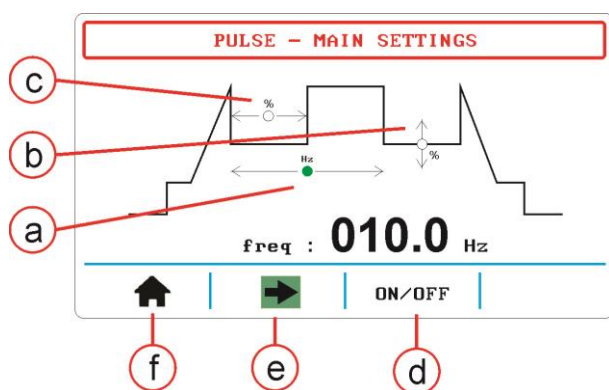 PULSE - MAIN SETTINGS
c
%
b
%
Hz
a
freq : 010.0 Hz
ON/OFF
f
e
d